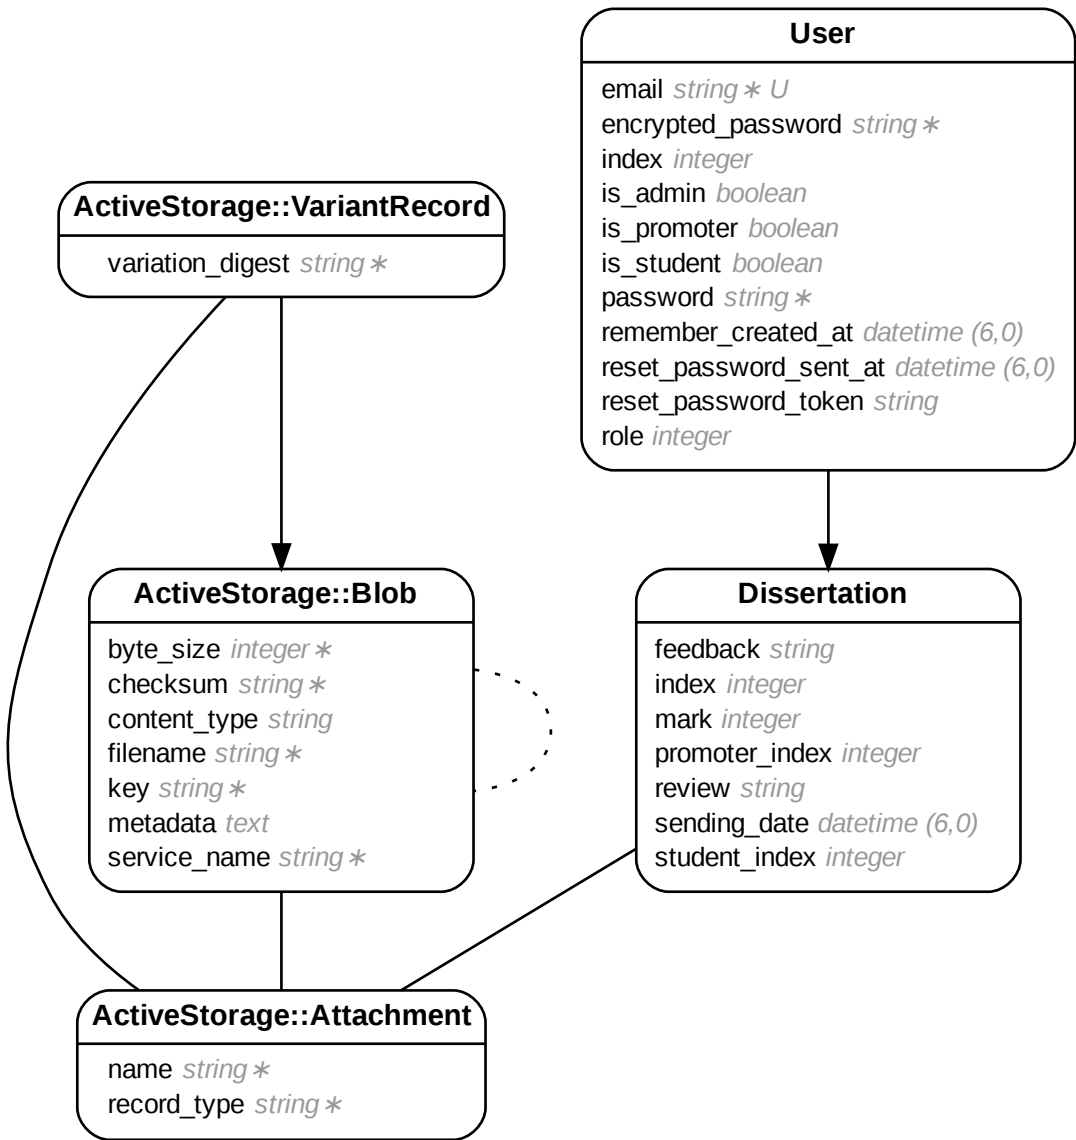 User
email string∗ U
encrypted_password string∗
index integer
is_admin boolean
is_promoter boolean
is_student boolean
password string∗
remember_created_at datetime (6,0)
reset_password_sent_at datetime (6,0)
reset_password_token string
role integer
ActiveStorage::VariantRecord
variation_digest string∗
ActiveStorage::Blob
byte_size integer∗
checksum string∗
content_type string
filename string∗
key string∗
metadata text
service_name string∗
Dissertation
feedback string
index integer
mark integer
promoter_index integer
review string
sending_date datetime (6,0)
student_index integer
ActiveStorage::Attachment
name string∗
record_type string∗